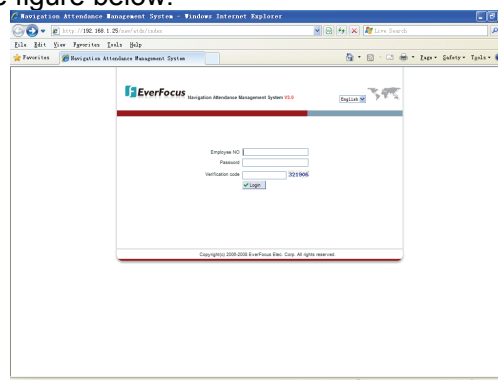 e figure below.
Navigation Attendance Management System - Windows Internet Explorer
http://192.168.1.25/
Live Search
File Edit View Favorites Tools Help
Favorites Navigation Attendance Management System
Page Safety Tools
EverFocus Navigation Attendance Management System V3.0
English
Employee NO
Password
Verification code 321906
Login
Copyright(c) 2006-2008 EverFocus Elec. Corp. All rights reserved.